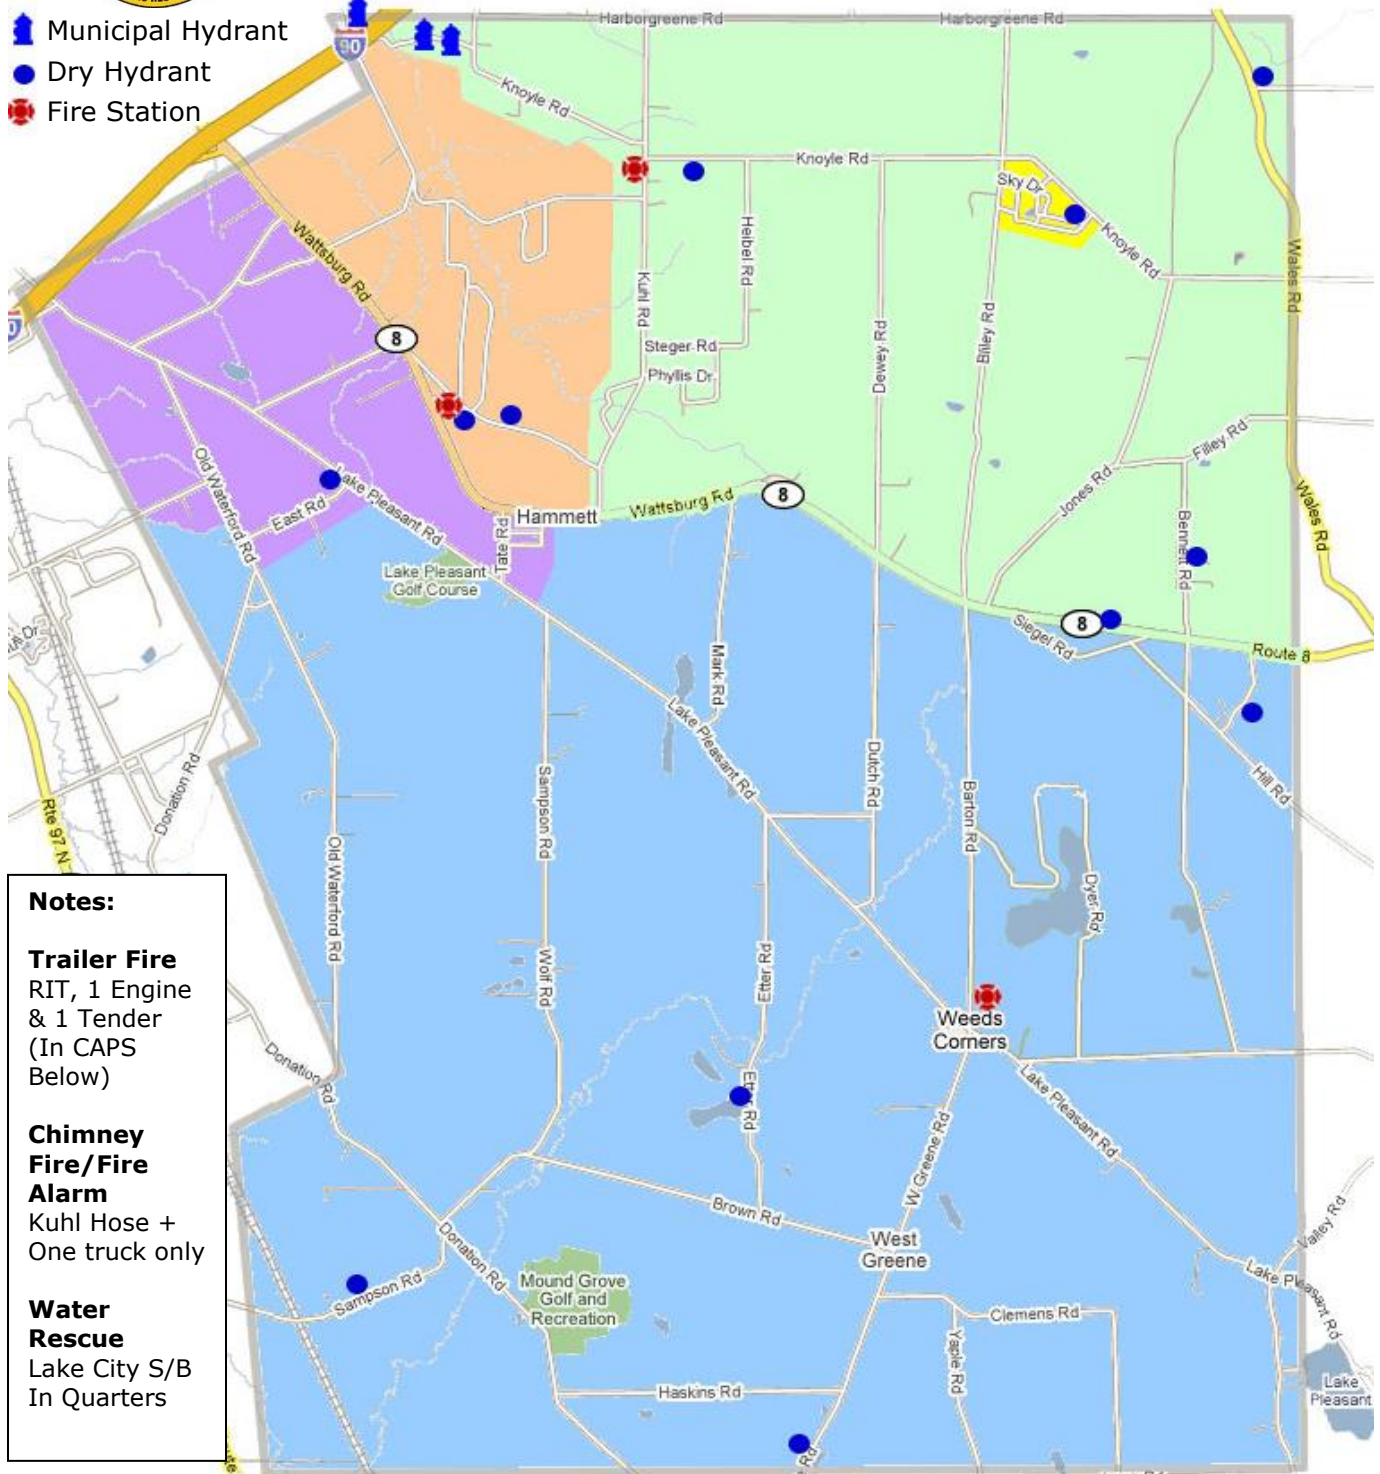 Municipal Hydrant
Dry Hydrant
Fire Station
90
Harborgreene Rd
Harborgreene Rd
Knoyle Rd
Knoyle Rd
Sky Dr
Knoyle Rd
Wattsburg Rd
Heibel Rd
Kuhl Rd
Wales Rd
8
Steger Rd
Phyllis Dr
Dewey Rd
Bliley Rd
Old Waterford Rd
Lake Pleasant Rd
East Rd
Filley Rd
Jones Rd
Wales Rd
Hammett
Wattsburg Rd
8
Tate Rd
Bennett Rd
Lake Pleasant
Golf Course
8
Siegel Rd
Route 8
Mark Rd
Lake Pleasant Rd
Dutch Rd
Sampson Rd
Barton Rd
Hill Rd
Donation Rd
Rte 97 N
Old Waterford Rd
Dyer Rd
Wolf Rd
Etter Rd
Weeds
Corners
Donation Rd
Etter Rd
Lake Pleasant Rd
W Greene Rd
Brown Rd
West
Greene
Valley Rd
Donation Rd
Sampson Rd
Mound Grove
Golf and
Recreation
Lake Pleasant Rd
Clemens Rd
Yaple Rd
Haskins Rd
Lake
Pleasant
Rd
Notes:
Trailer Fire
RIT, 1 Engine
& 1 Tender
(In CAPS
Below)
Chimney
Fire/Fire
Alarm
Kuhl Hose +
One truck only
Water
Rescue
Lake City S/B
In Quarters